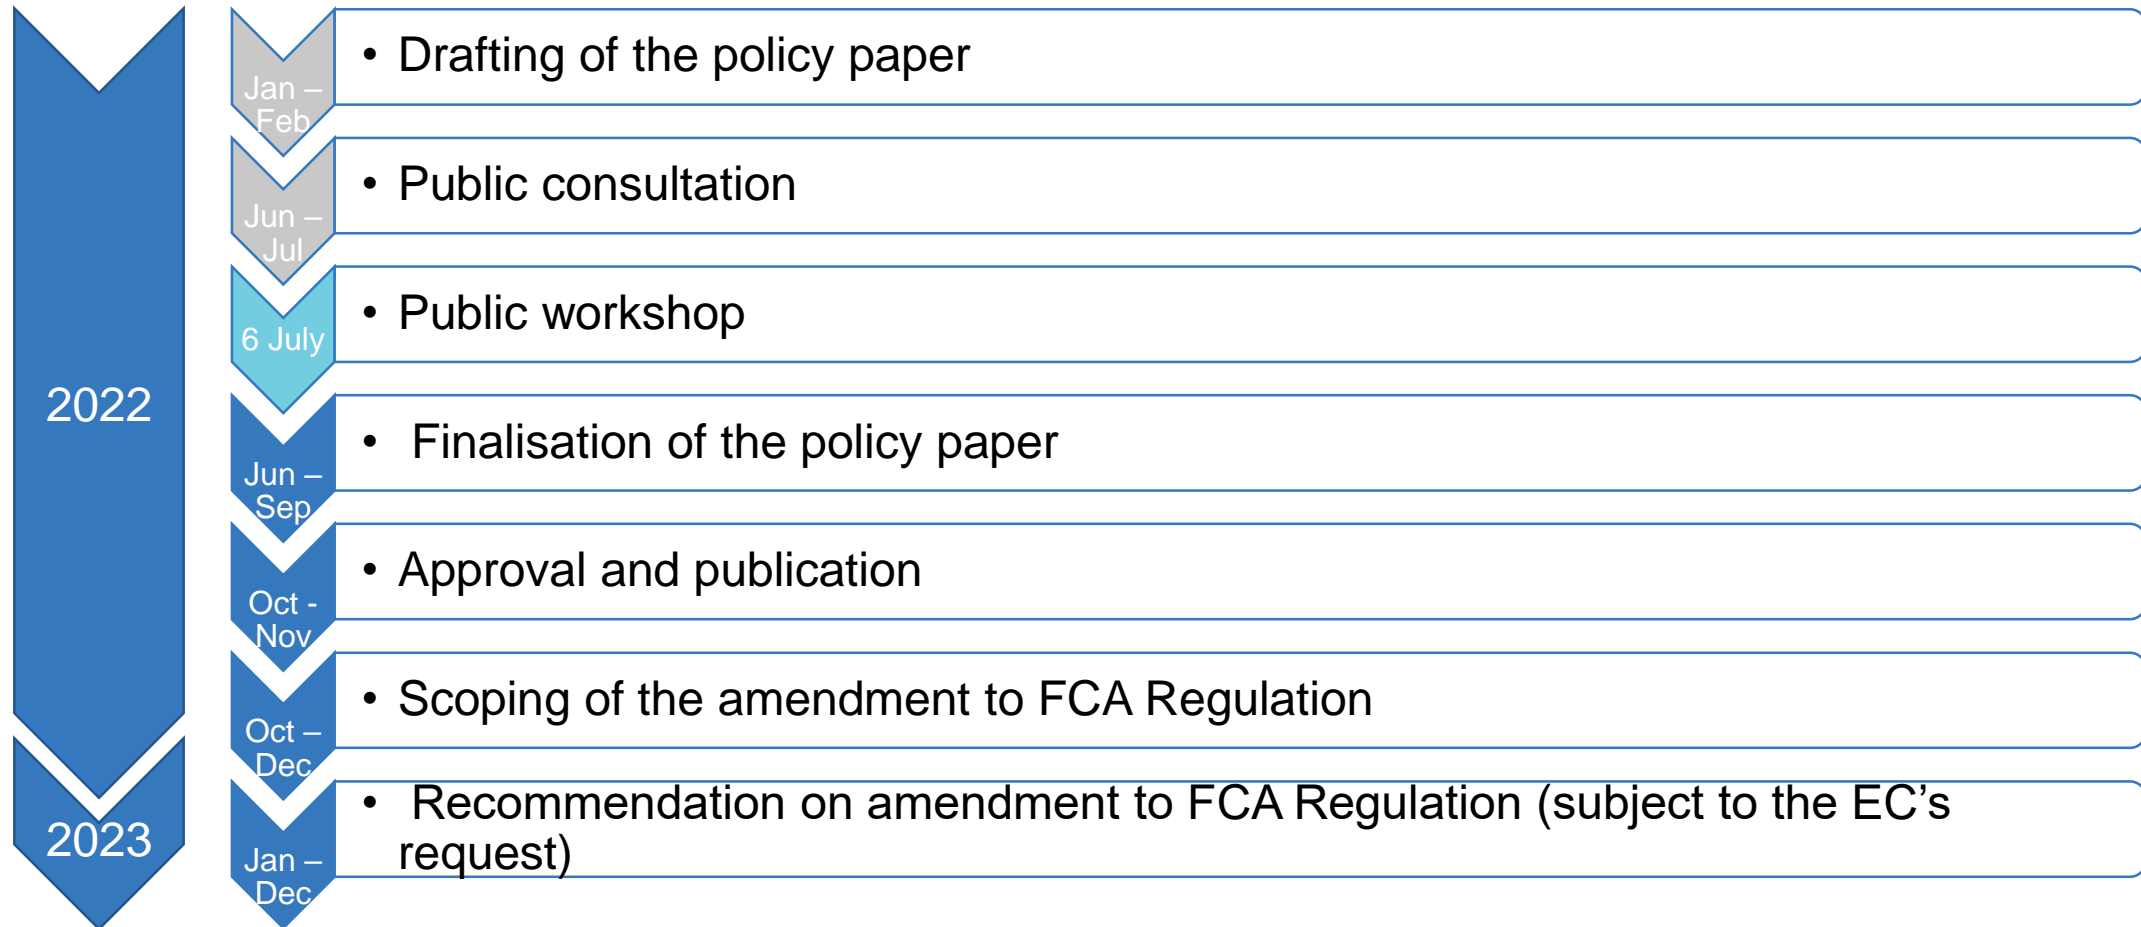 2022
Jan –
Feb
• Drafting of the policy paper
Jun –
Jul
• Public consultation
6 July
• Public workshop
Jun –
Sep
• Finalisation of the policy paper
Oct -
Nov
• Approval and publication
Oct –
Dec
• Scoping of the amendment to FCA Regulation
2023
Jan –
Dec
• Recommendation on amendment to FCA Regulation (subject to the EC’s
request)